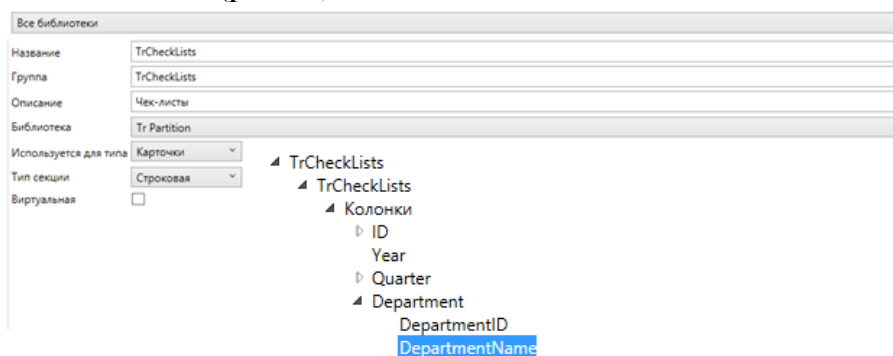 Все библиотеки
Название TrCheckLists
Группа TrCheckLists
Описание Чек-листы
Библиотека Tr Partition
Используется для типа Карточки
Тип секции Строковая
Виртуальная
TrCheckLists
TrCheckLists
Колонки
ID
Year
Quarter
Department
DepartmentID
DepartmentName